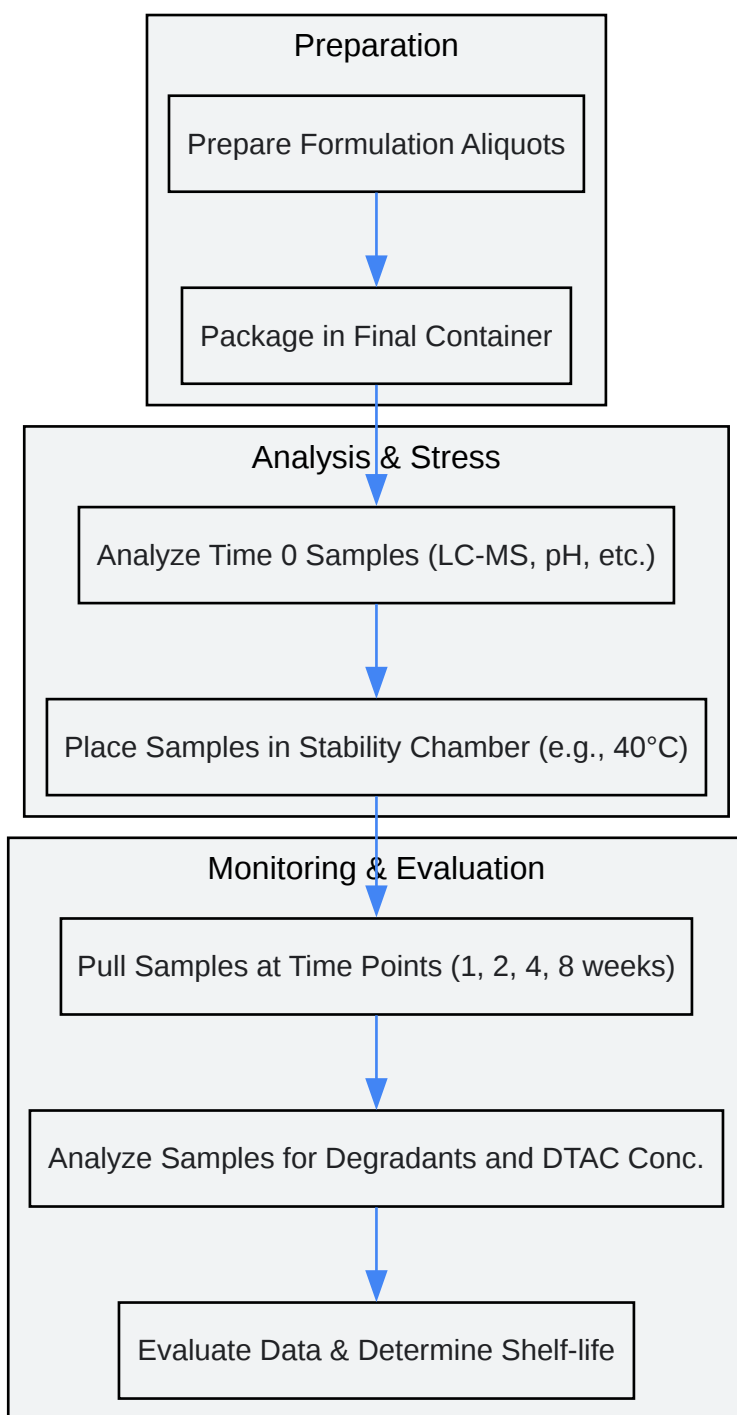 Preparation
Prepare Formulation Aliquots
Package in Final Container
Analysis & Stress
Analyze Time 0 Samples (LC-MS, pH, etc.)
Place Samples in Stability Chamber (e.g., 40°C)
Monitoring & Evaluation
Pull Samples at Time Points (1, 2, 4, 8 weeks)
Analyze Samples for Degradants and DTAC Conc.
Evaluate Data & Determine Shelf-life